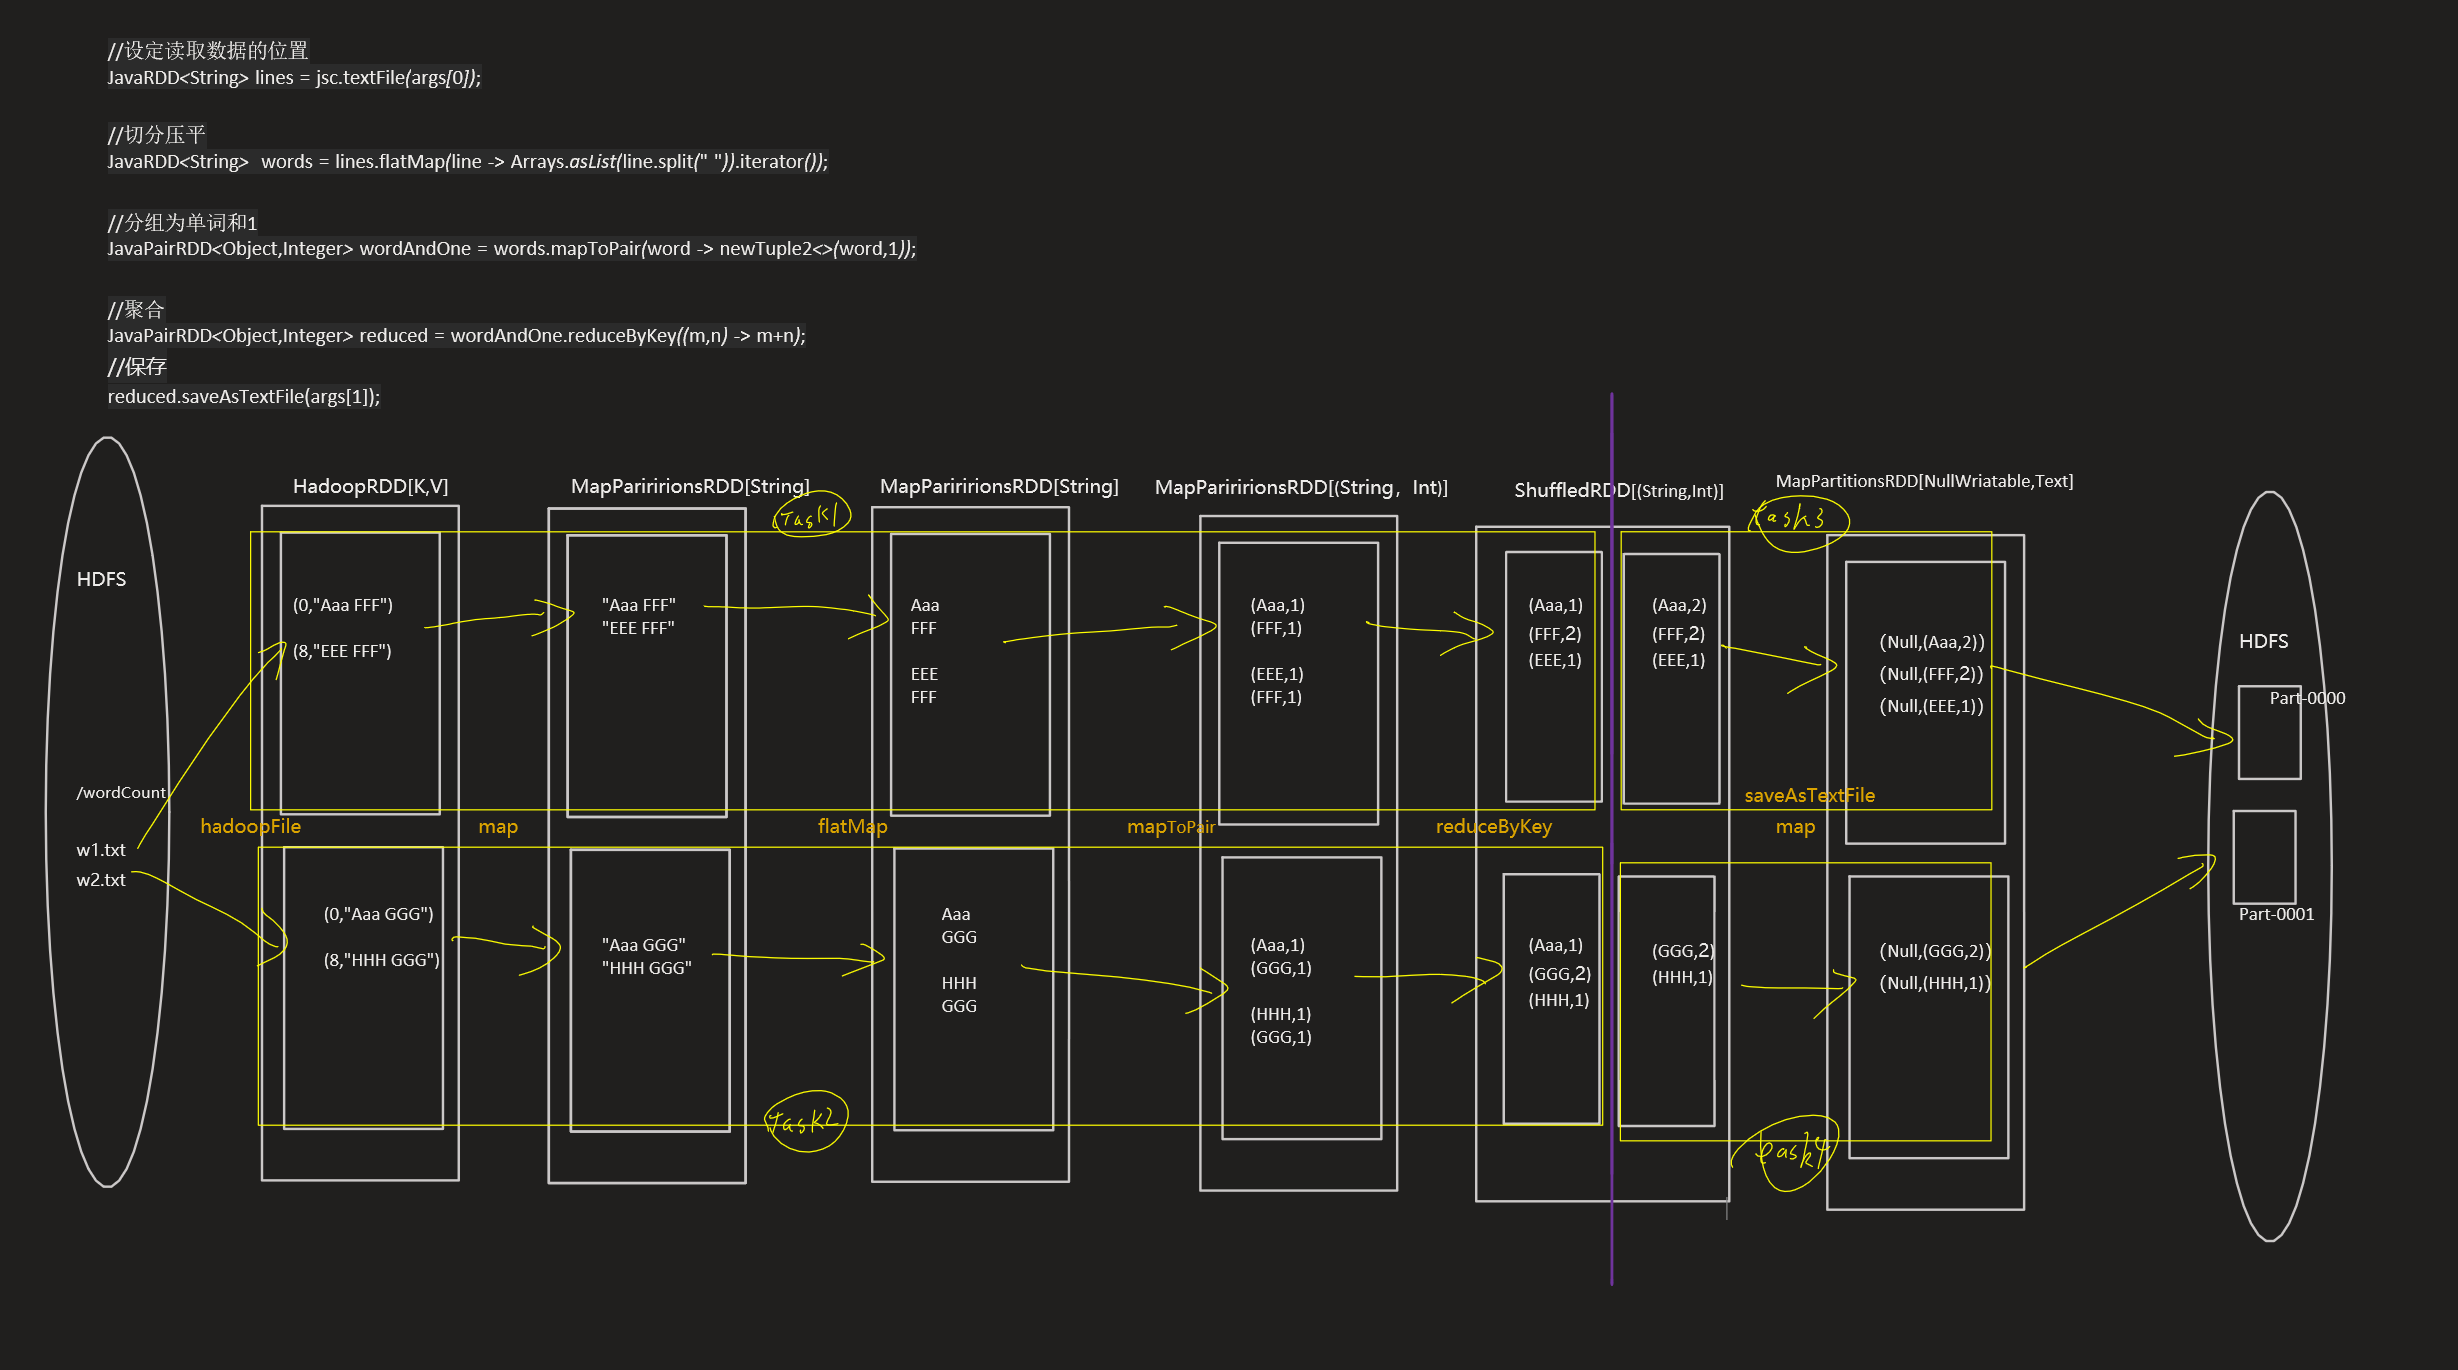 //设定读取数据的位置
JavaRDD<String> lines = jsc.textFile(args[0]);
//切分压平
JavaRDD<String>  words = lines.flatMap(line -> Arrays.asList(line.split(" ")).iterator());
//分组为单词和1
JavaPairRDD<Object,Integer> wordAndOne = words.mapToPair(word -> newTuple2<>(word,1));
//聚合
JavaPairRDD<Object,Integer> reduced = wordAndOne.reduceByKey((m,n) -> m+n);
//保存
reduced.saveAsTextFile(args[1]);
HDFS
/wordCount
w1.txt
w2.txt
hadoopFile
HadoopRDD[K,V]
(0,"Aaa FFF")
(8,"EEE FFF")
(0,"Aaa GGG")
(8,"HHH GGG")
map
MapPariririonsRDD[String]
Task1
"Aaa FFF"
"EEE FFF"
"Aaa GGG"
"HHH GGG"
Task2
flatMap
MapPariririonsRDD[String]
Aaa
FFF
EEE
FFF
Aaa
GGG
HHH
GGG
mapToPair
MapPariririonsRDD[(String，Int)]
(Aaa,1)
(FFF,1)
(EEE,1)
(FFF,1)
(Aaa,1)
(GGG,1)
(HHH,1)
(GGG,1)
reduceByKey
ShuffledRDD[(String,Int)]
(Aaa,1)
(FFF,2)
(EEE,1)
(Aaa,1)
(GGG,2)
(HHH,1)
(Aaa,2)
(FFF,2)
(EEE,1)
(GGG,2)
(HHH,1)
Task3
saveAsTextFile
map
task4
MapPartitionsRDD[NullWriatable,Text]
(Null,(Aaa,2))
(Null,(FFF,2))
(Null,(EEE,1))
(Null,(GGG,2))
(Null,(HHH,1))
HDFS
Part-0000
Part-0001